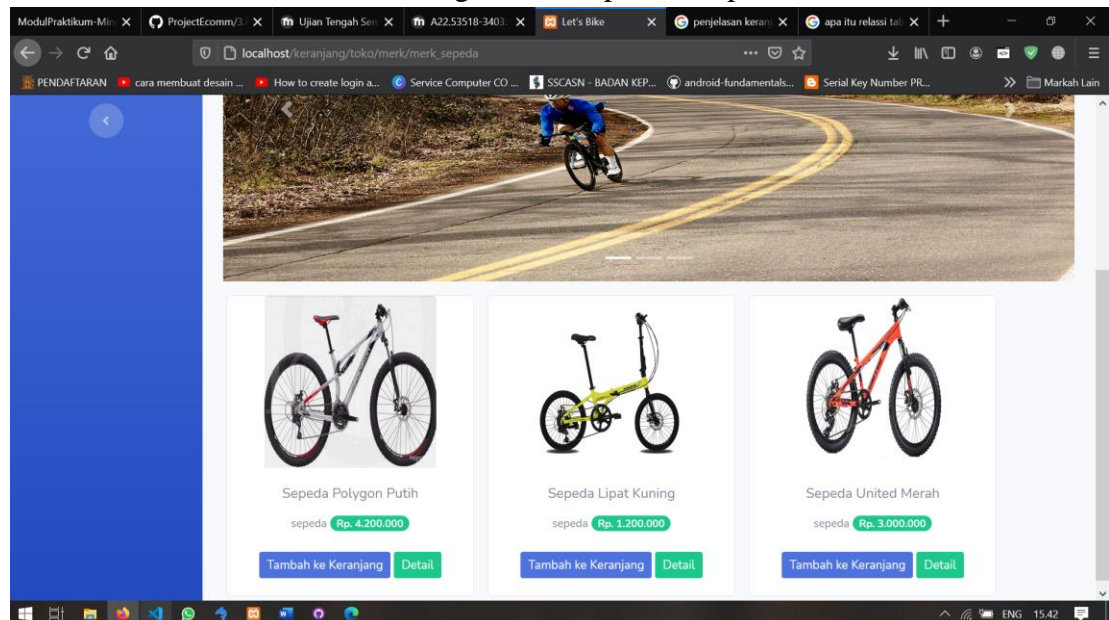 ModulPraktikum-Min
ProjectEcomm/3.
Ujian Tengah Sem
A22.53518-3403:
Let's Bike
penjelasan keranj
apa itu relassi tab
localhost/keranjang/toko/merk/merk_sepeda
PENDAFTARAN
cara membuat desain ...
How to create login a...
Service Computer CO ...
SSCASN - BADAN KEP...
android-fundamentals...
Serial Key Number PR...
Markah Lain
Sepeda Polygon Putih
Sepeda Lipat Kuning
Sepeda United Merah
sepeda Rp. 4.200.000
sepeda Rp. 1.200.000
sepeda Rp. 3.000.000
Tambah ke Keranjang Detail
Tambah ke Keranjang Detail
Tambah ke Keranjang Detail
ENG 15.42